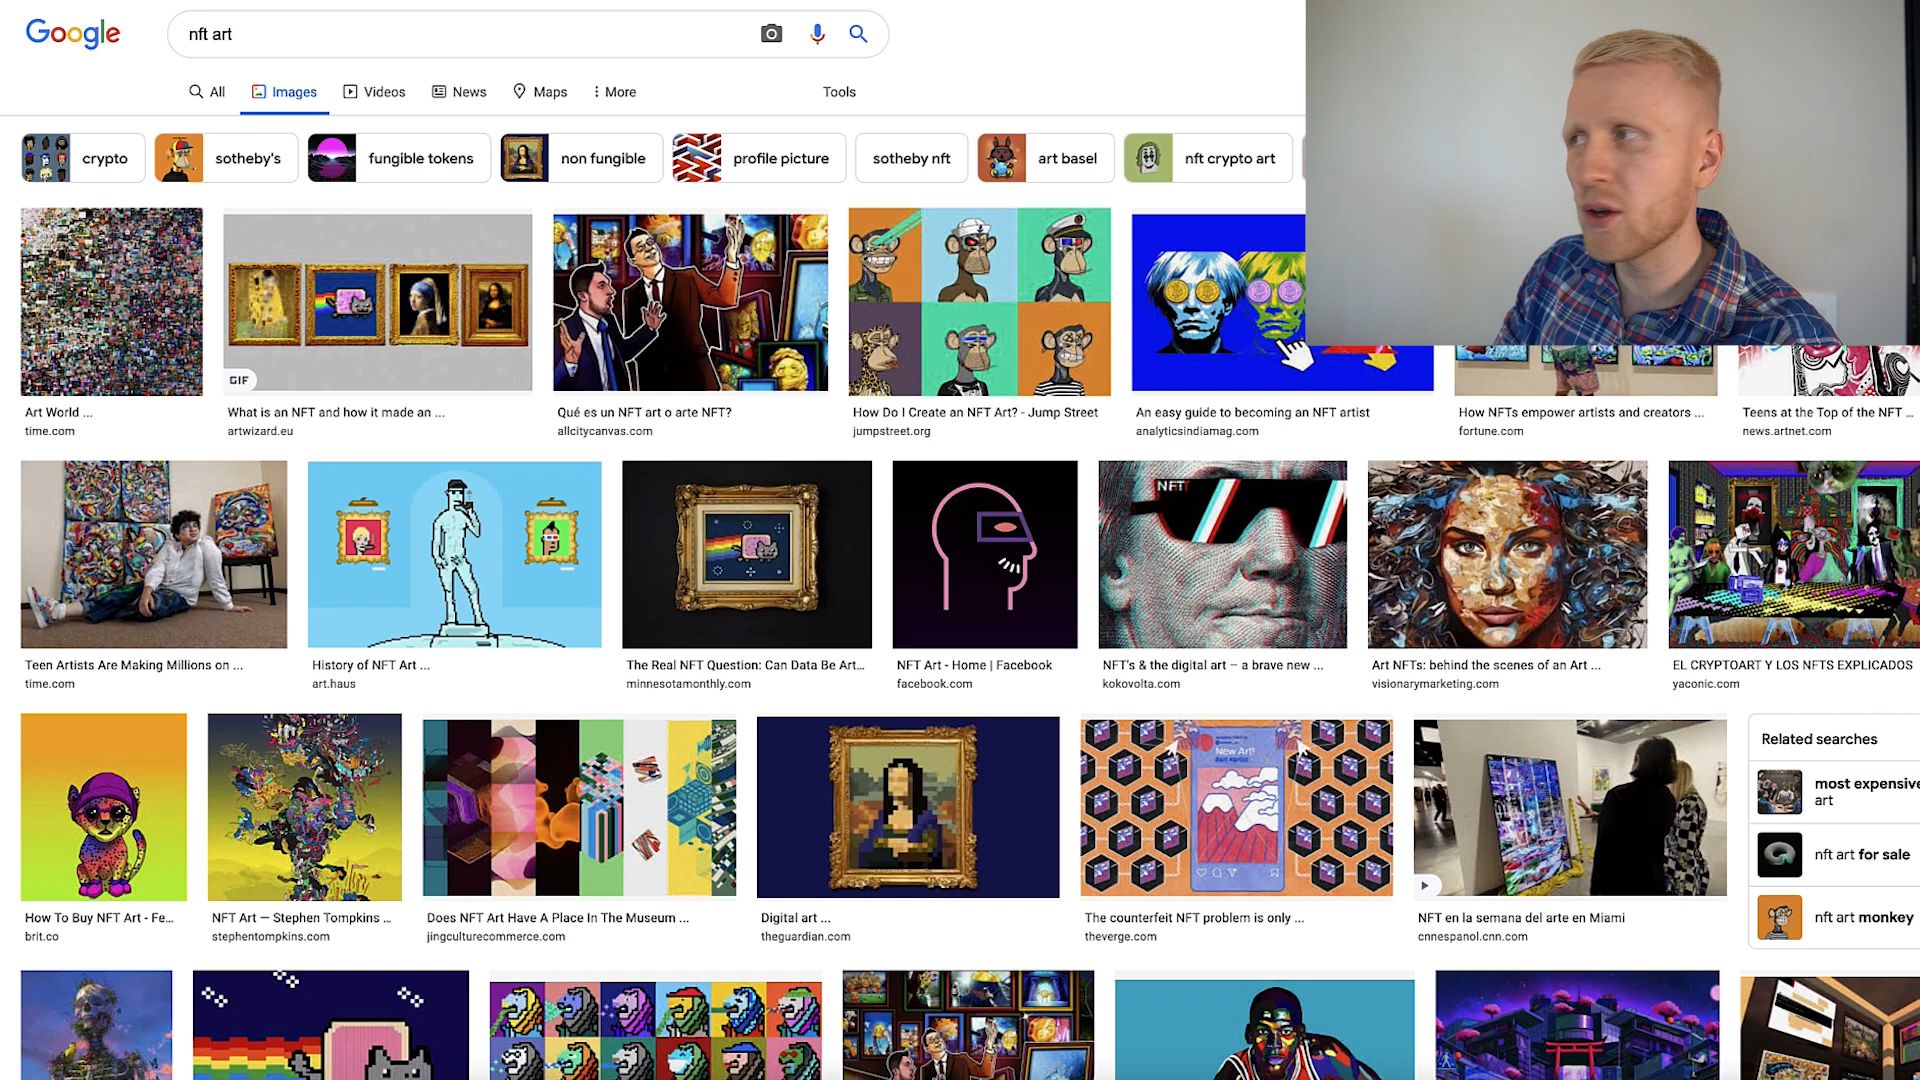 Google
nft art
All
Images
Videos
News
Maps
More
Tools
crypto
sotheby's
fungible tokens
non fungible
profile picture
sotheby nft
art basel
nft crypto art
GIF
Art World ...
time.com
What is an NFT and how it made an ...
artwizard.eu
Qué es un NFT art o arte NFT?
allcitycanvas.com
How Do I Create an NFT Art? - Jump Street
jumpstreet.org
An easy guide to becoming an NFT artist
analyticsindiamag.com
How NFTs empower artists and creators ...
fortune.com
Teens at the Top of the NFT ...
news.artnet.com
NFT
Teen Artists Are Making Millions on ...
time.com
History of NFT Art ...
art.haus
The Real NFT Question: Can Data Be Art...
minnesotamonthly.com
NFT Art - Home | Facebook
facebook.com
NFT's & the digital art – a brave new ...
kokovolta.com
Art NFTs: behind the scenes of an Art ...
visionarymarketing.com
EL CRYPTOART Y LOS NFTS EXPLICADOS
yaconic.com
New Art!
How To Buy NFT Art - Fe...
brit.co
NFT Art — Stephen Tompkins ...
stephentompkins.com
Does NFT Art Have A Place In The Museum ...
jingculturecommerce.com
Digital art ...
theguardian.com
The counterfeit NFT problem is only ...
theverge.com
NFT en la semana del arte en Miami
cnnespanol.cnn.com
Related searches
most expensive
art
nft art for sale
nft art monkey